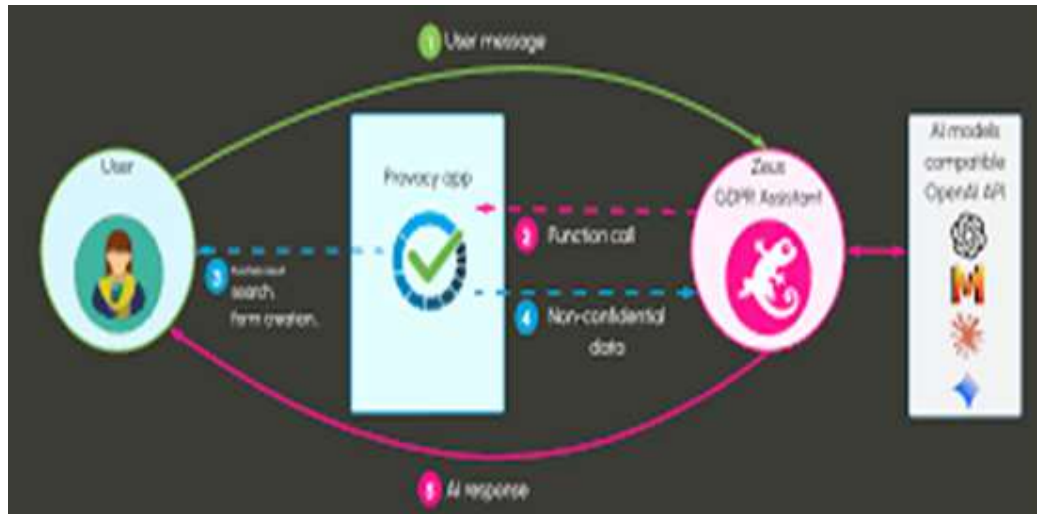 1 User message
User
Provacy app
Zeus
GDPR Assistant
AI models
compatible
OpenAI API
2 Function call
3
search,
form creation,
4 Non-confidential
data
5 AI response